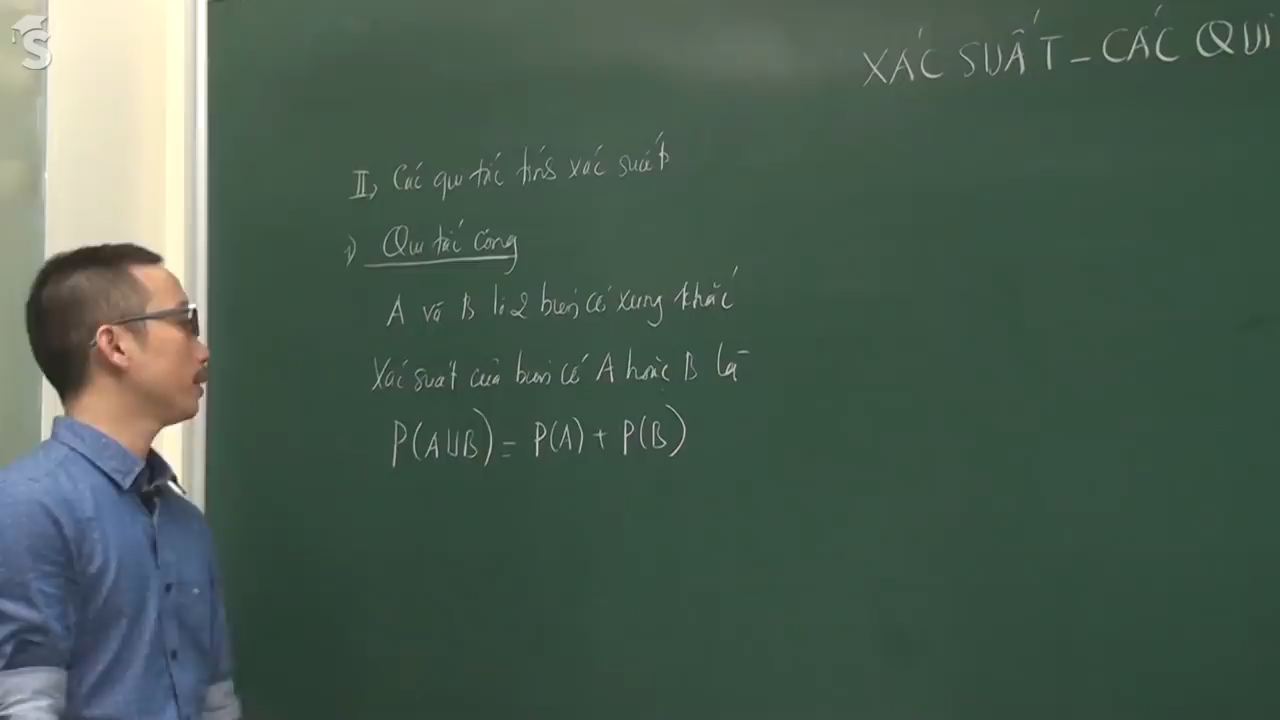 S
XÁC SUẤT - CÁC QUI
II, Các qui tắc tính xác suất
1) Qui tắc cộng
A và B là 2 biến cố xung khắc
Xác suất của biến cố A hoặc B là
P(A∪B) = P(A) + P(B)